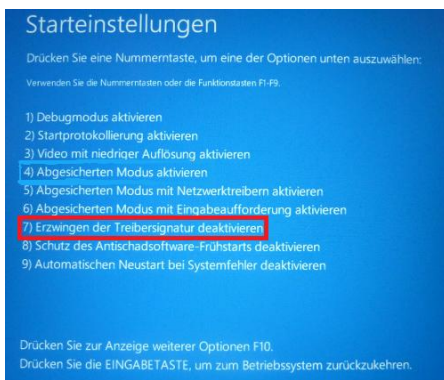 Starteinstellungen
Drücken Sie eine Nummerntaste, um eine der Optionen unten auszuwählen:
Verwenden Sie die Nummerntasten oder die Funktionstasten F1-F9.
1) Debugmodus aktivieren
2) Startprotokollierung aktivieren
3) Video mit niedriger Auflösung aktivieren
4) Abgesicherten Modus aktivieren
5) Abgesicherten Modus mit Netzwerktreibern aktivieren
6) Abgesicherten Modus mit Eingabeaufforderung aktivieren
7) Erzwingen der Treibersignatur deaktivieren
8) Schutz des Antischadsoftware-Frühstarts deaktivieren
9) Automatischen Neustart bei Systemfehler deaktivieren
Drücken Sie zur Anzeige weiterer Optionen F10.
Drücken Sie die EINGABETASTE, um zum Betriebssystem zurückzukehren.